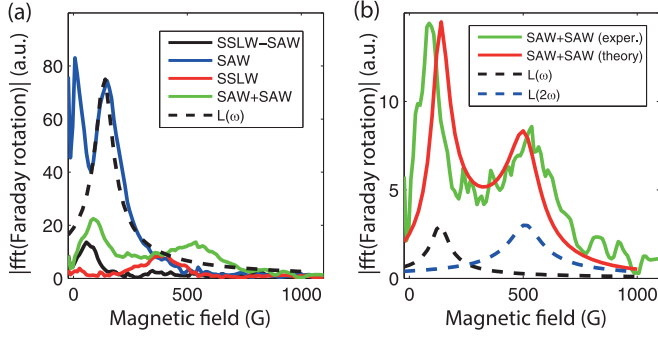 (a)
|fft(Faraday rotation)| (a.u.)
80
60
40
20
0
0
500
1000
Magnetic field (G)
SSLW−SAW
SAW
SSLW
SAW+SAW
L(ω)
(b)
|fft(Faraday rotation)| (a.u.)
10
5
0
0
500
1000
Magnetic field (G)
SAW+SAW (exper.)
SAW+SAW (theory)
L(ω)
L(2ω)